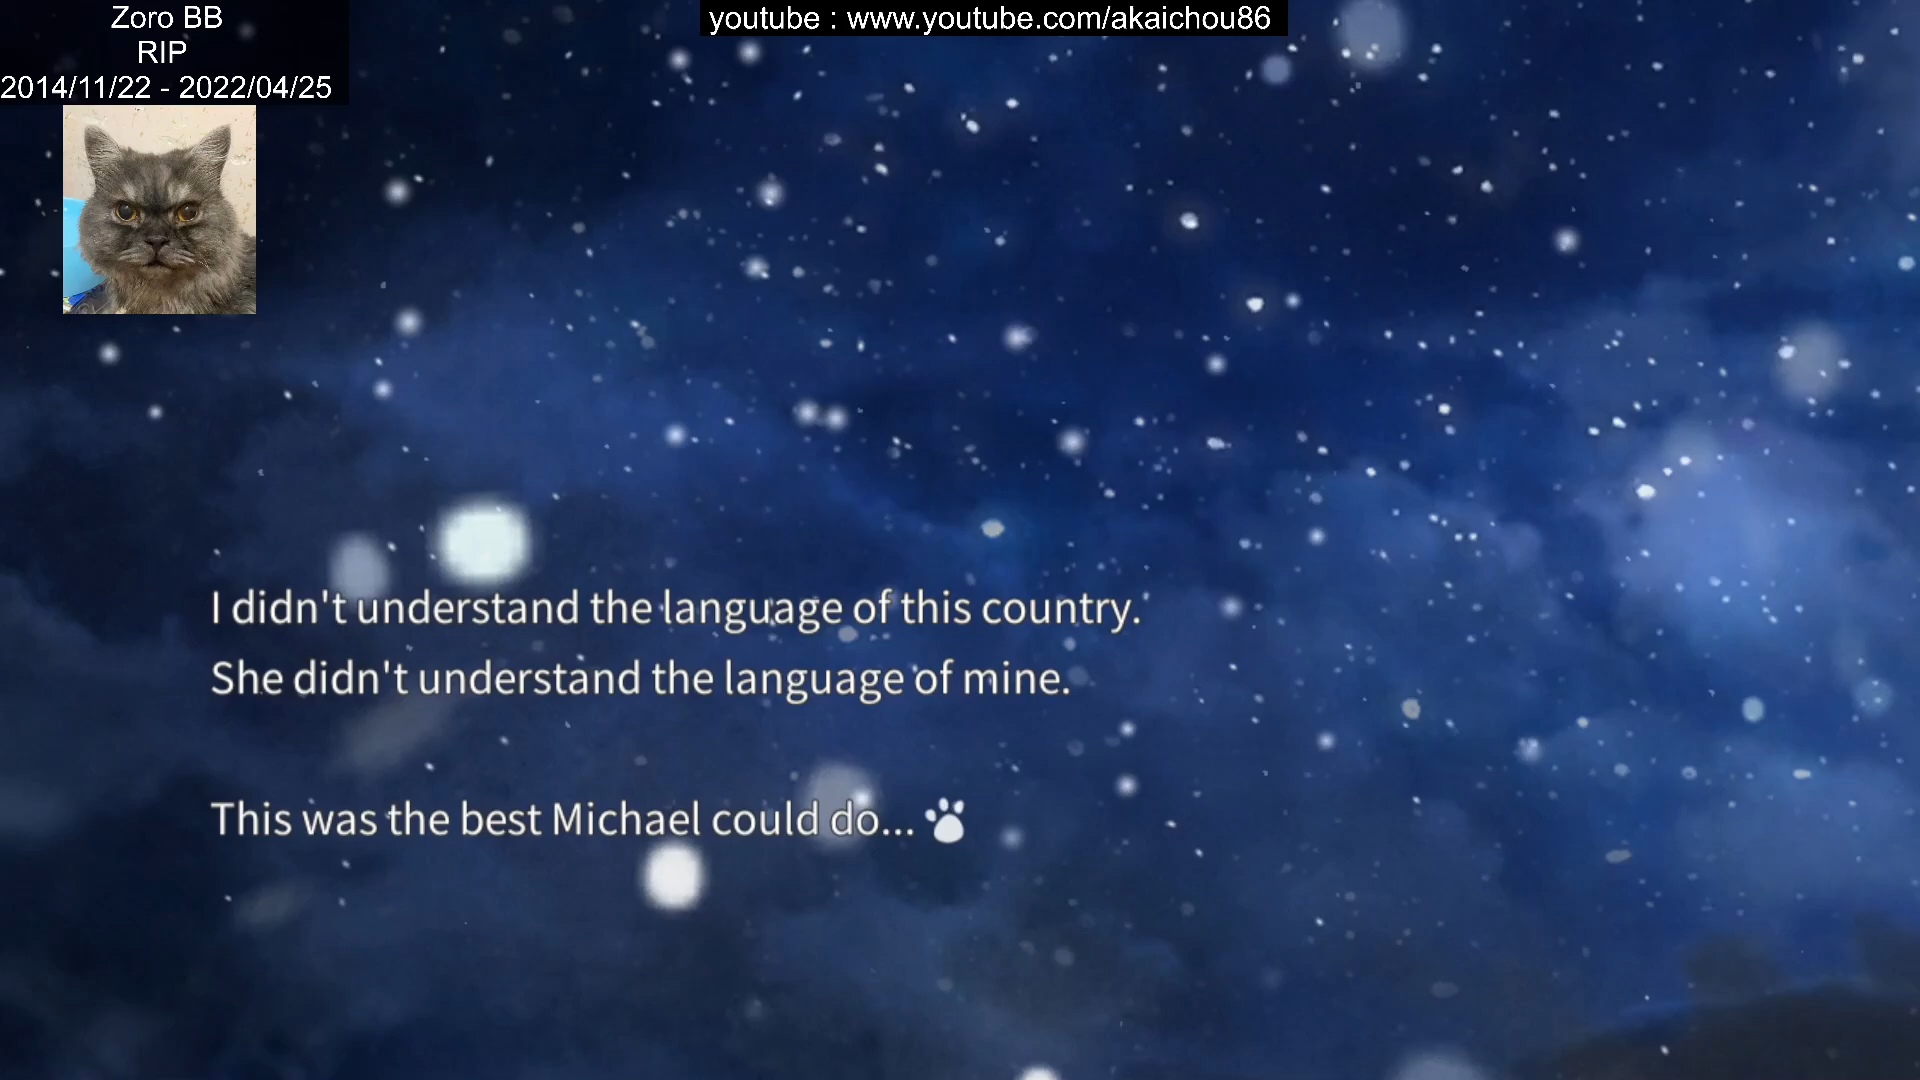 Zoro BB
RIP
2014/11/22 - 2022/04/25
youtube : www.youtube.com/akaichou86
I didn't understand the language of this country.
She didn't understand the language of mine.
This was the best Michael could do...